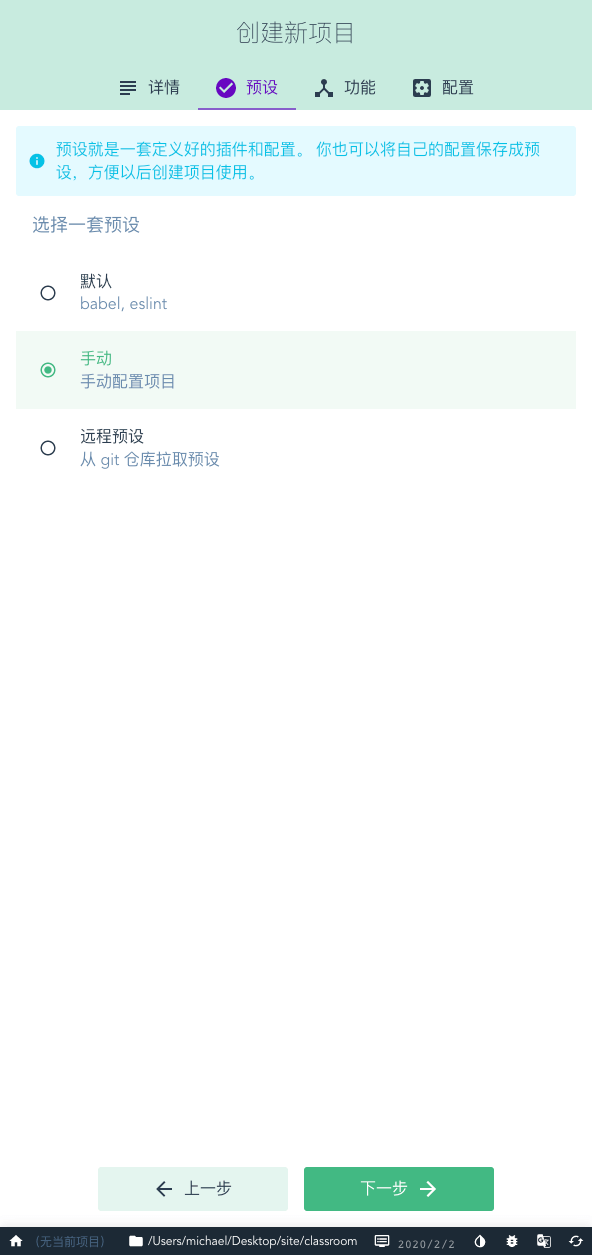 创建新项目
详情 预设 功能 配置
预设就是一套定义好的插件和配置。 你也可以将自己的配置保存成预
设，方便以后创建项目使用。
选择一套预设
默认
babel, eslint
手动
手动配置项目
远程预设
从 git 仓库拉取预设
上一步 下一步
(无当前项目) /Users/michael/Desktop/site/classroom 2020/2/2